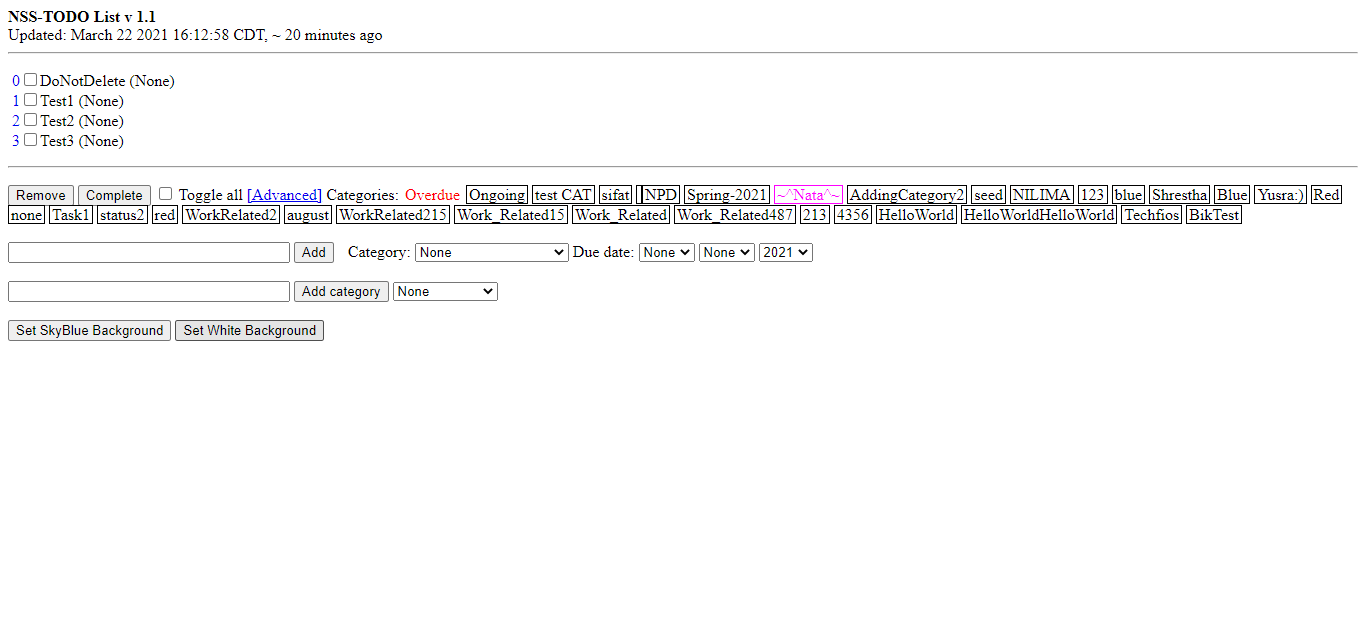 NSS-TODO List v 1.1
Updated: March 22 2021 16:12:58 CDT, ~ 20 minutes ago
0 DoNotDelete (None)
1 Test1 (None)
2 Test2 (None)
3 Test3 (None)
Remove Complete Toggle all [Advanced] Categories: Overdue Ongoing test CAT sifat NPD Spring-2021 ~^Nata^~ AddingCategory2 seed NILIMA 123 blue Shrestha Blue Yusra:) Red
none Task1 status2 red WorkRelated2 august WorkRelated215 Work_Related15 Work_Related Work_Related487 213 4356 HelloWorld HelloWorldHelloWorld Techfios BikTest
Add Category: None Due date: None None 2021
Add category None
Set SkyBlue Background Set White Background